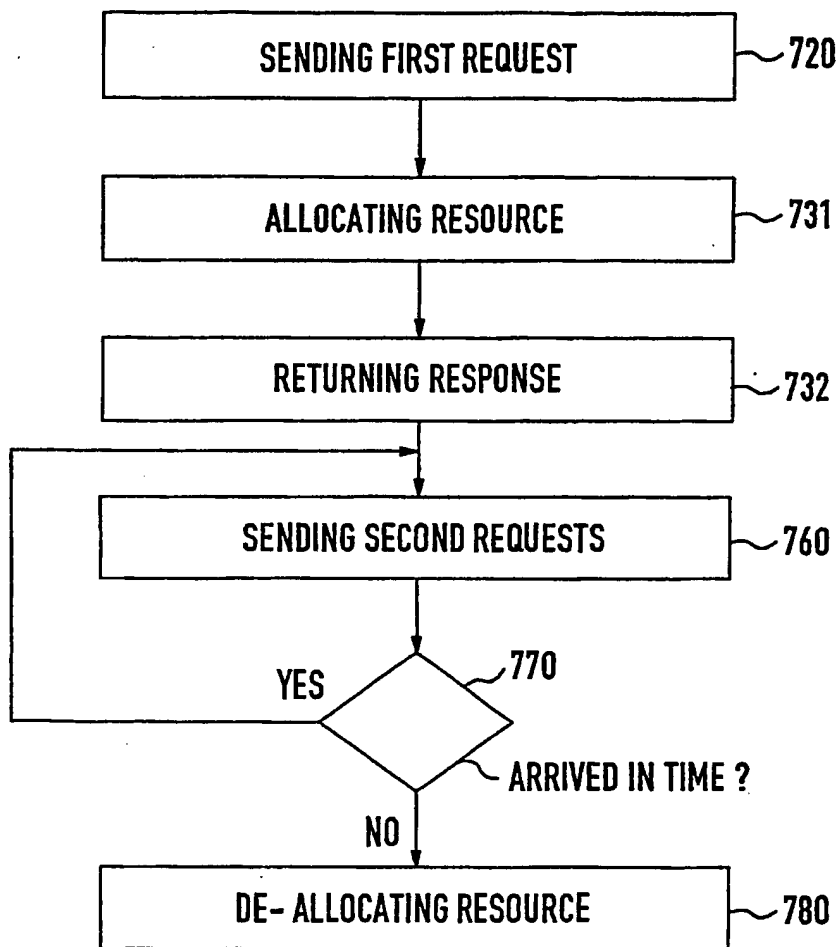 SENDING FIRST REQUEST
720
ALLOCATING RESOURCE
731
RETURNING RESPONSE
732
SENDING SECOND REQUESTS
760
770
YES
ARRIVED IN TIME ?
NO
DE- ALLOCATING RESOURCE
780